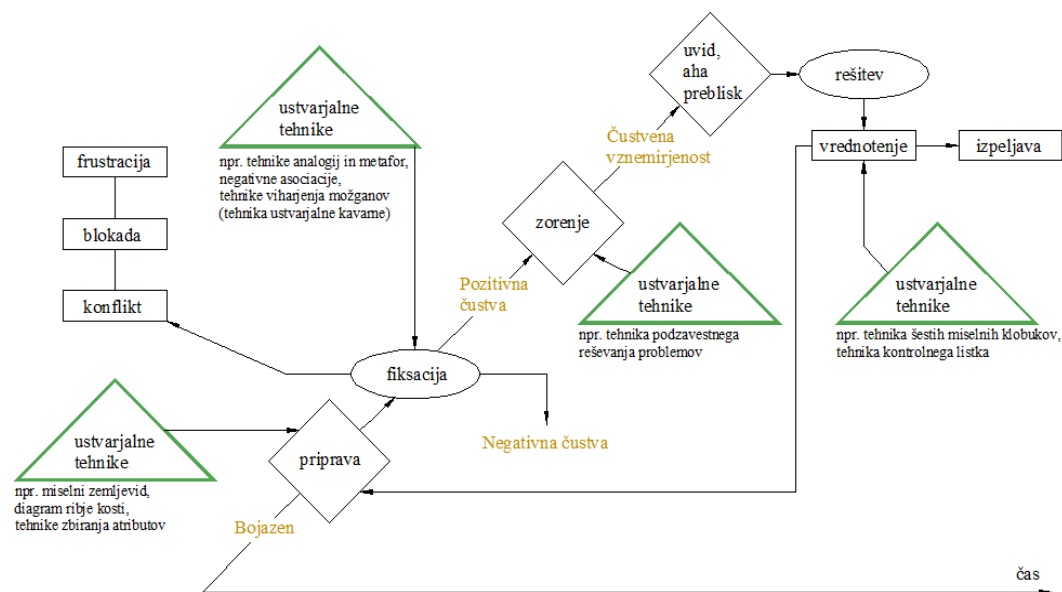 uvid,
aha
preblisk
rešitev
ustvarjalne
tehnike
Čustvena
vznemirjenost
frustracija
npr. tehnike analogij in metafor,
negativne asociacije,
tehnike viharjenja možganov
(tehnika ustvarjalne kavarne)
vrednotenje
izpeljava
blokada
zorenje
konflikt
Pozitivna
čustva
ustvarjalne
tehnike
ustvarjalne
tehnike
npr. tehnika podzavestnega
reševanja problemov
npr. tehnika šestih miselnih klobukov,
tehnika kontrolnega listka
fiksacija
ustvarjalne
tehnike
Negativna čustva
priprava
npr. miselni zemljevid,
diagram ribje kosti,
tehnike zbiranja atributov
Bojazen
čas